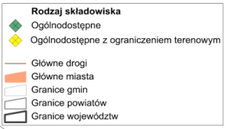 Rodzaj składowiska
Ogólnodostępne
Ogólnodostępne z ograniczeniem terenowym
Główne drogi
Główne miasta
Granice gmin
Granice powiatów
Granice województw